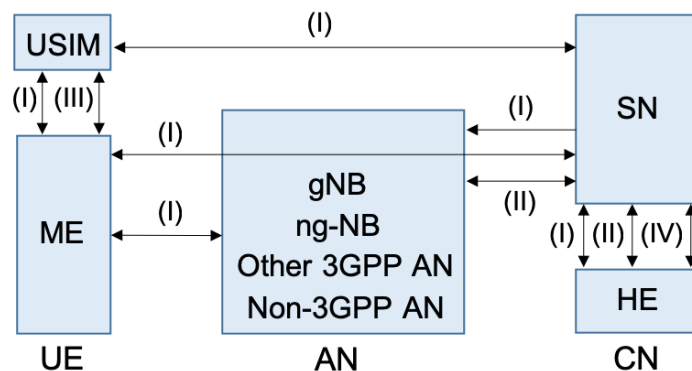 (I)
USIM
(I) (III)
SN
(I)
(I)
gNB
(II)
ng-NB
(I)
ME
Other 3GPP AN
(I) (II) (IV)
Non-3GPP AN
HE
UE
AN
CN